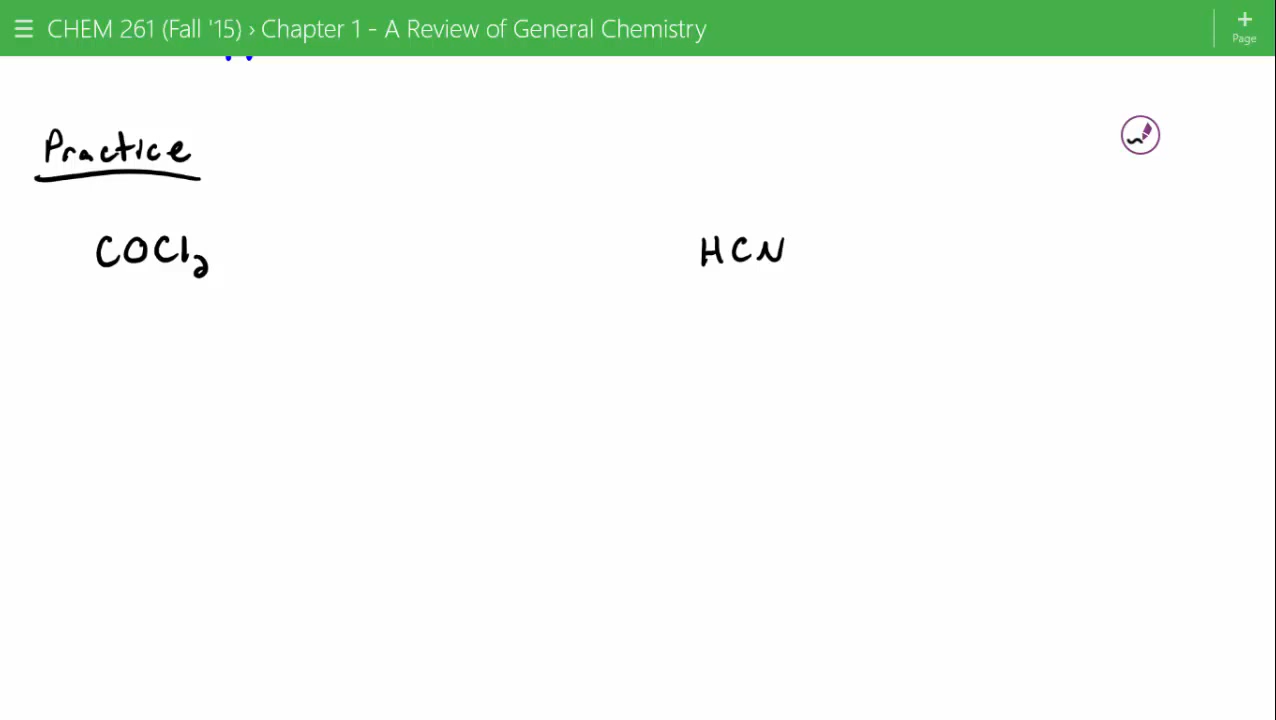 ☰ CHEM 261 (Fall '15) › Chapter 1 - A Review of General Chemistry
+
Page
Practice
COCl₂
HCN